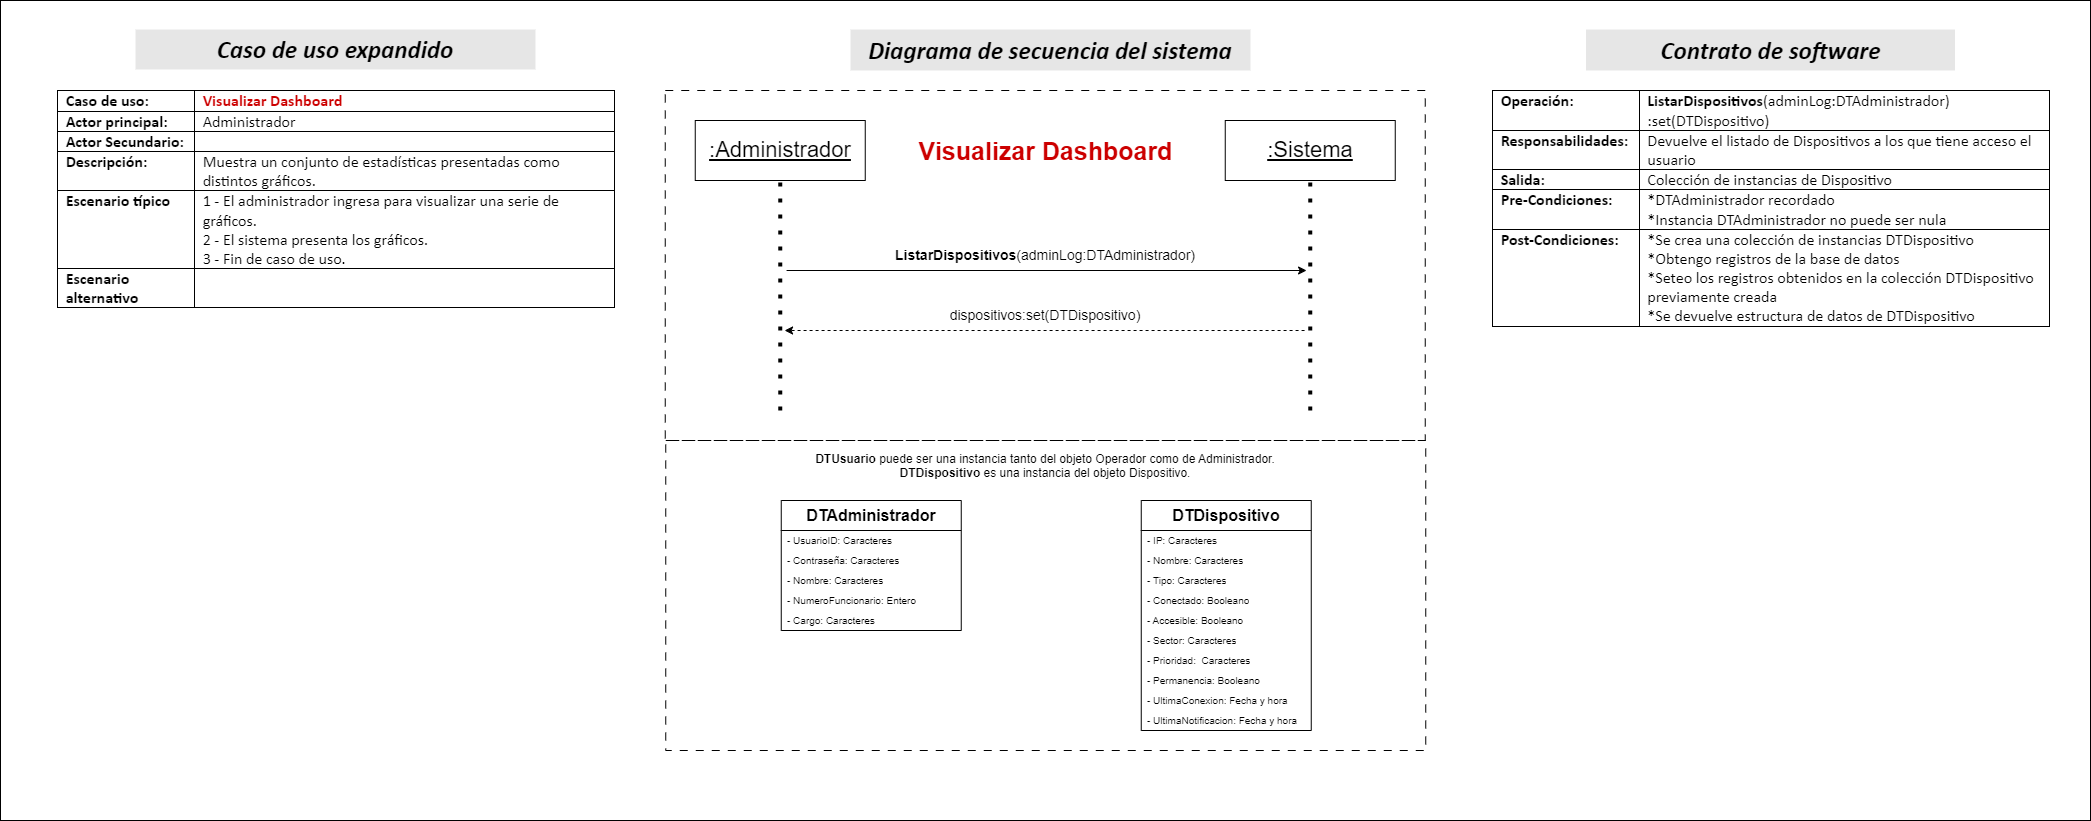 Caso de uso expandido
Caso de uso: Visualizar Dashboard
Actor principal: Administrador
Actor Secundario:
Descripción: Muestra un conjunto de estadísticas presentadas como
distintos gráficos.
Escenario típico 1 - El administrador ingresa para visualizar una serie de
gráficos.
2 - El sistema presenta los gráficos.
3 - Fin de caso de uso.
Escenario
alternativo
Diagrama de secuencia del sistema
:Administrador
Visualizar Dashboard
:Sistema
ListarDispositivos(adminLog:DTAdministrador)
dispositivos:set(DTDispositivo)
DTUsuario puede ser una instancia tanto del objeto Operador como de Administrador.
DTDispositivo es una instancia del objeto Dispositivo.
DTAdministrador
- UsuarioID: Caracteres
- Contraseña: Caracteres
- Nombre: Caracteres
- NumeroFuncionario: Entero
- Cargo: Caracteres
DTDispositivo
- IP: Caracteres
- Nombre: Caracteres
- Tipo: Caracteres
- Conectado: Booleano
- Accesible: Booleano
- Sector: Caracteres
- Prioridad: Caracteres
- Permanencia: Booleano
- UltimaConexion: Fecha y hora
- UltimaNotificacion: Fecha y hora
Contrato de software
Operación: ListarDispositivos(adminLog:DTAdministrador)
:set(DTDispositivo)
Responsabilidades: Devuelve el listado de Dispositivos a los que tiene acceso el
usuario
Salida: Colección de instancias de Dispositivo
Pre-Condiciones: *DTAdministrador recordado
*Instancia DTAdministrador no puede ser nula
Post-Condiciones: *Se crea una colección de instancias DTDispositivo
*Obtengo registros de la base de datos
*Seteo los registros obtenidos en la colección DTDispositivo
previamente creada
*Se devuelve estructura de datos de DTDispositivo